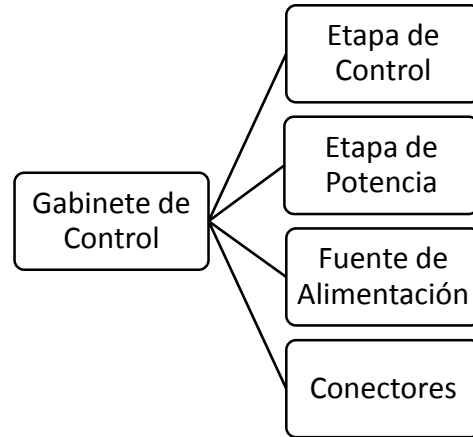 Gabinete de
Control
Etapa de
Control
Etapa de
Potencia
Fuente de
Alimentación
Conectores